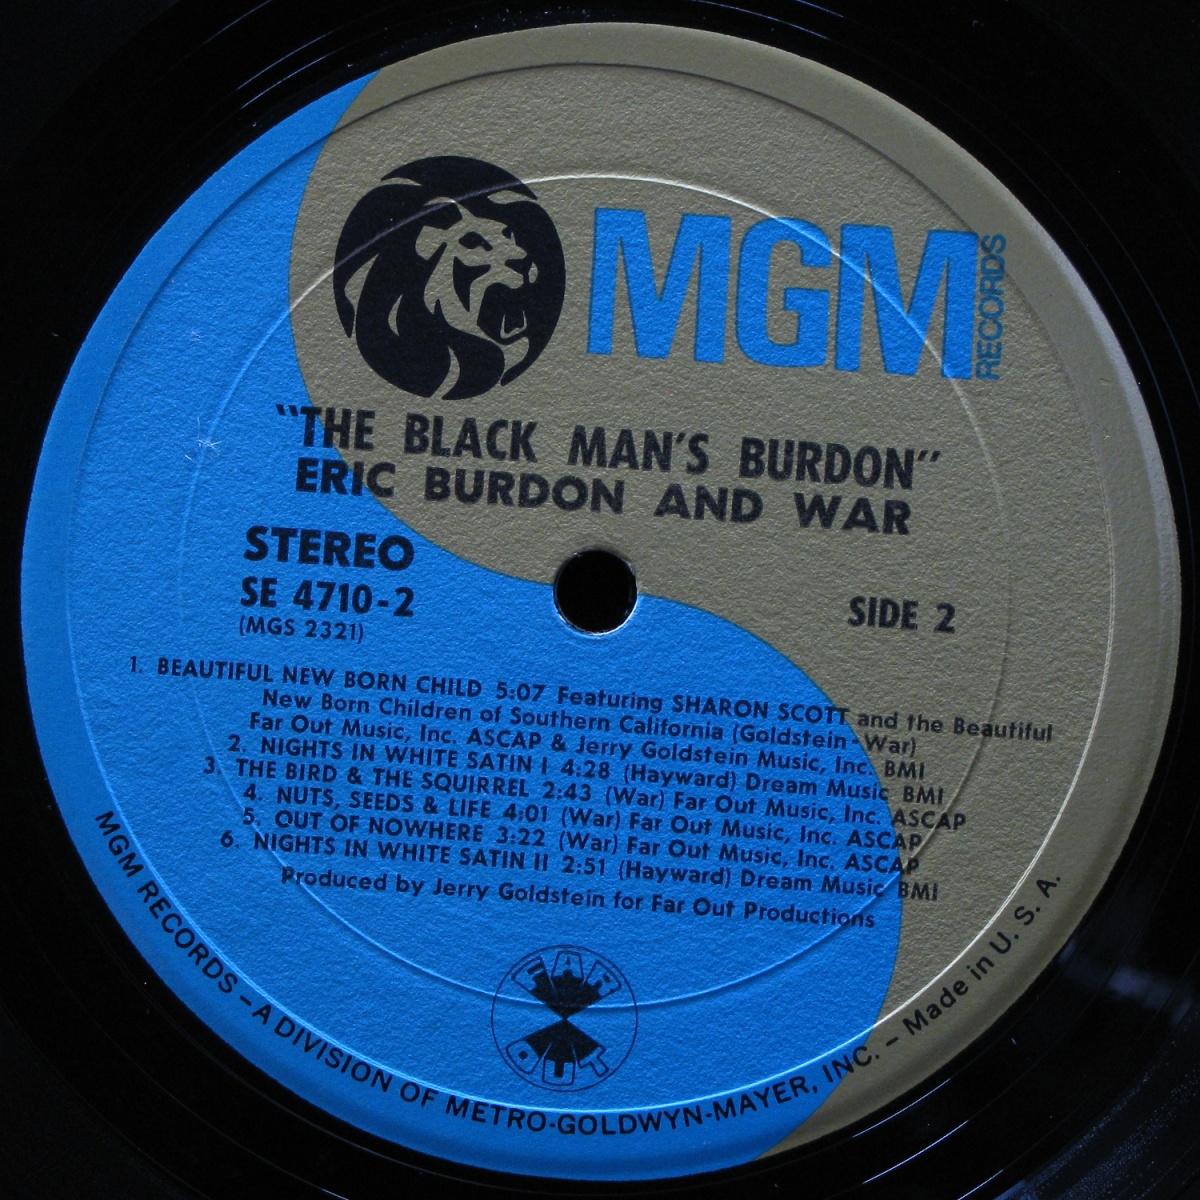 MGM
RECORDS
"THE BLACK MAN'S BURDON"
ERIC BURDON AND WAR
STEREO
SE 4710-2
(MGS 2321)
SIDE 2
1. BEAUTIFUL NEW BORN CHILD 5:07 Featuring SHARON SCOTT and the Beautiful
New Born Children of Southern California (Goldstein - War)
Far Out Music, Inc. ASCAP & Jerry Goldstein Music, Inc. BMI
2. NIGHTS IN WHITE SATIN I 4:28 (Hayward) Dream Music BMI
3. THE BIRD & THE SQUIRREL 2:43 (War) Far Out Music, Inc. ASCAP
4. NUTS, SEEDS & LIFE 4:01 (War) Far Out Music, Inc. ASCAP
5. OUT OF NOWHERE 3:22 (War) Far Out Music, Inc. ASCAP
6. NIGHTS IN WHITE SATIN II 2:51 (Hayward) Dream Music BMI
Produced by Jerry Goldstein for Far Out Productions
FAR
OUT
MGM RECORDS – A DIVISION OF METRO-GOLDWYN-MAYER, INC. – Made in U. S. A.